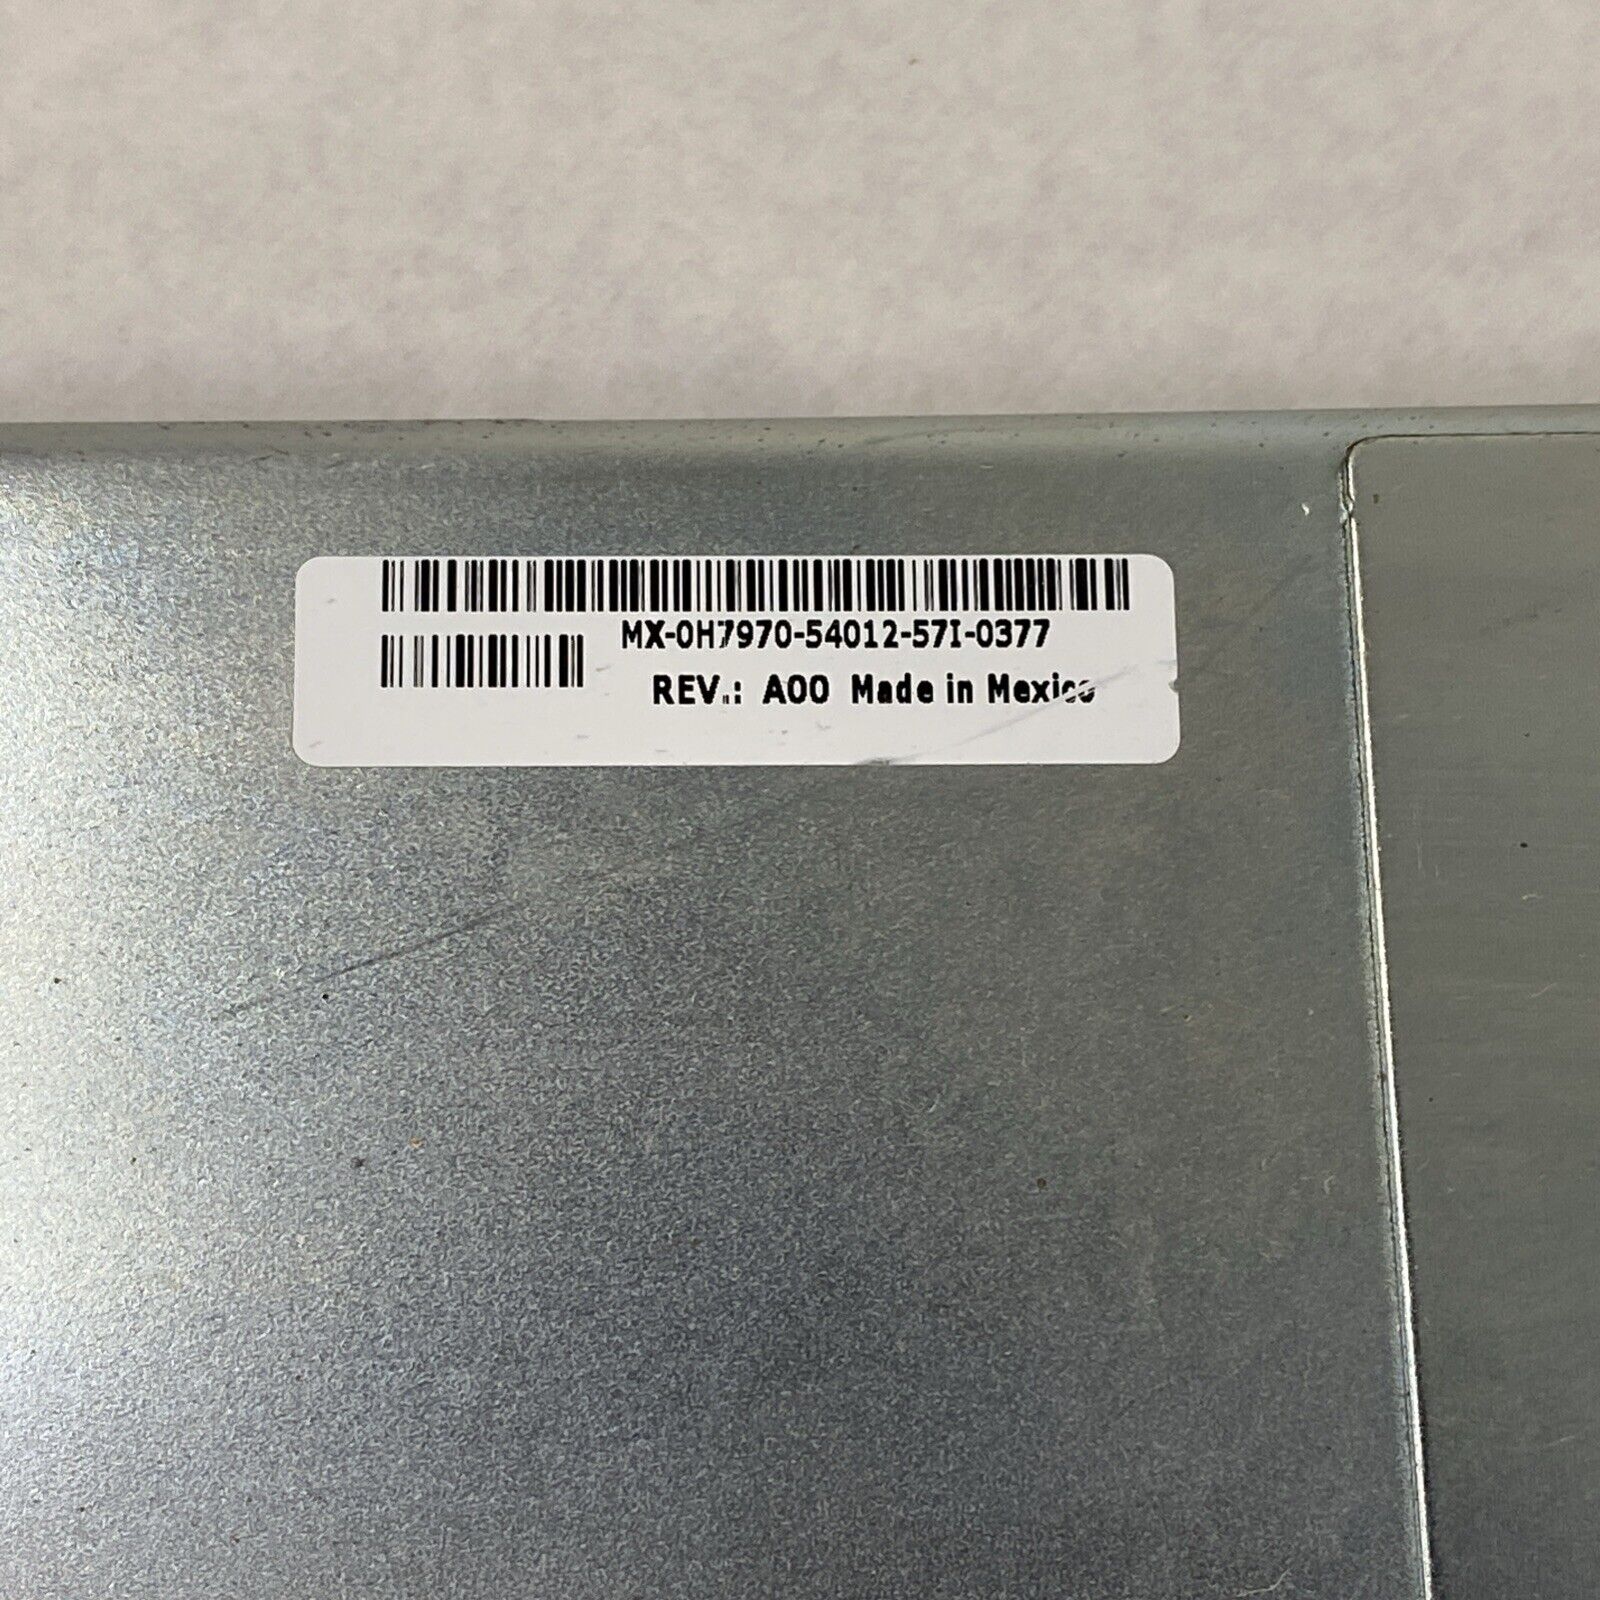 MX-0H7970-54012-57I-0377
REV.: A00 Made in Mexico